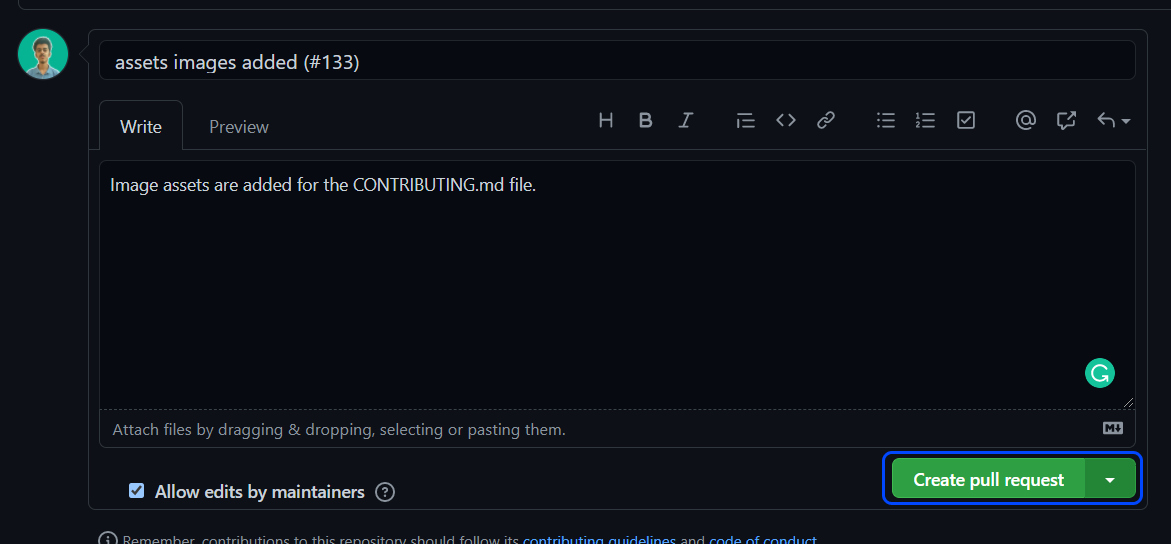 assets images added (#133)
Write Preview
Image assets are added for the CONTRIBUTING.md file.
Attach files by dragging & dropping, selecting or pasting them.
Allow edits by maintainers
Create pull request
Remember, contributions to this repository should follow its contributing guidelines and code of conduct.